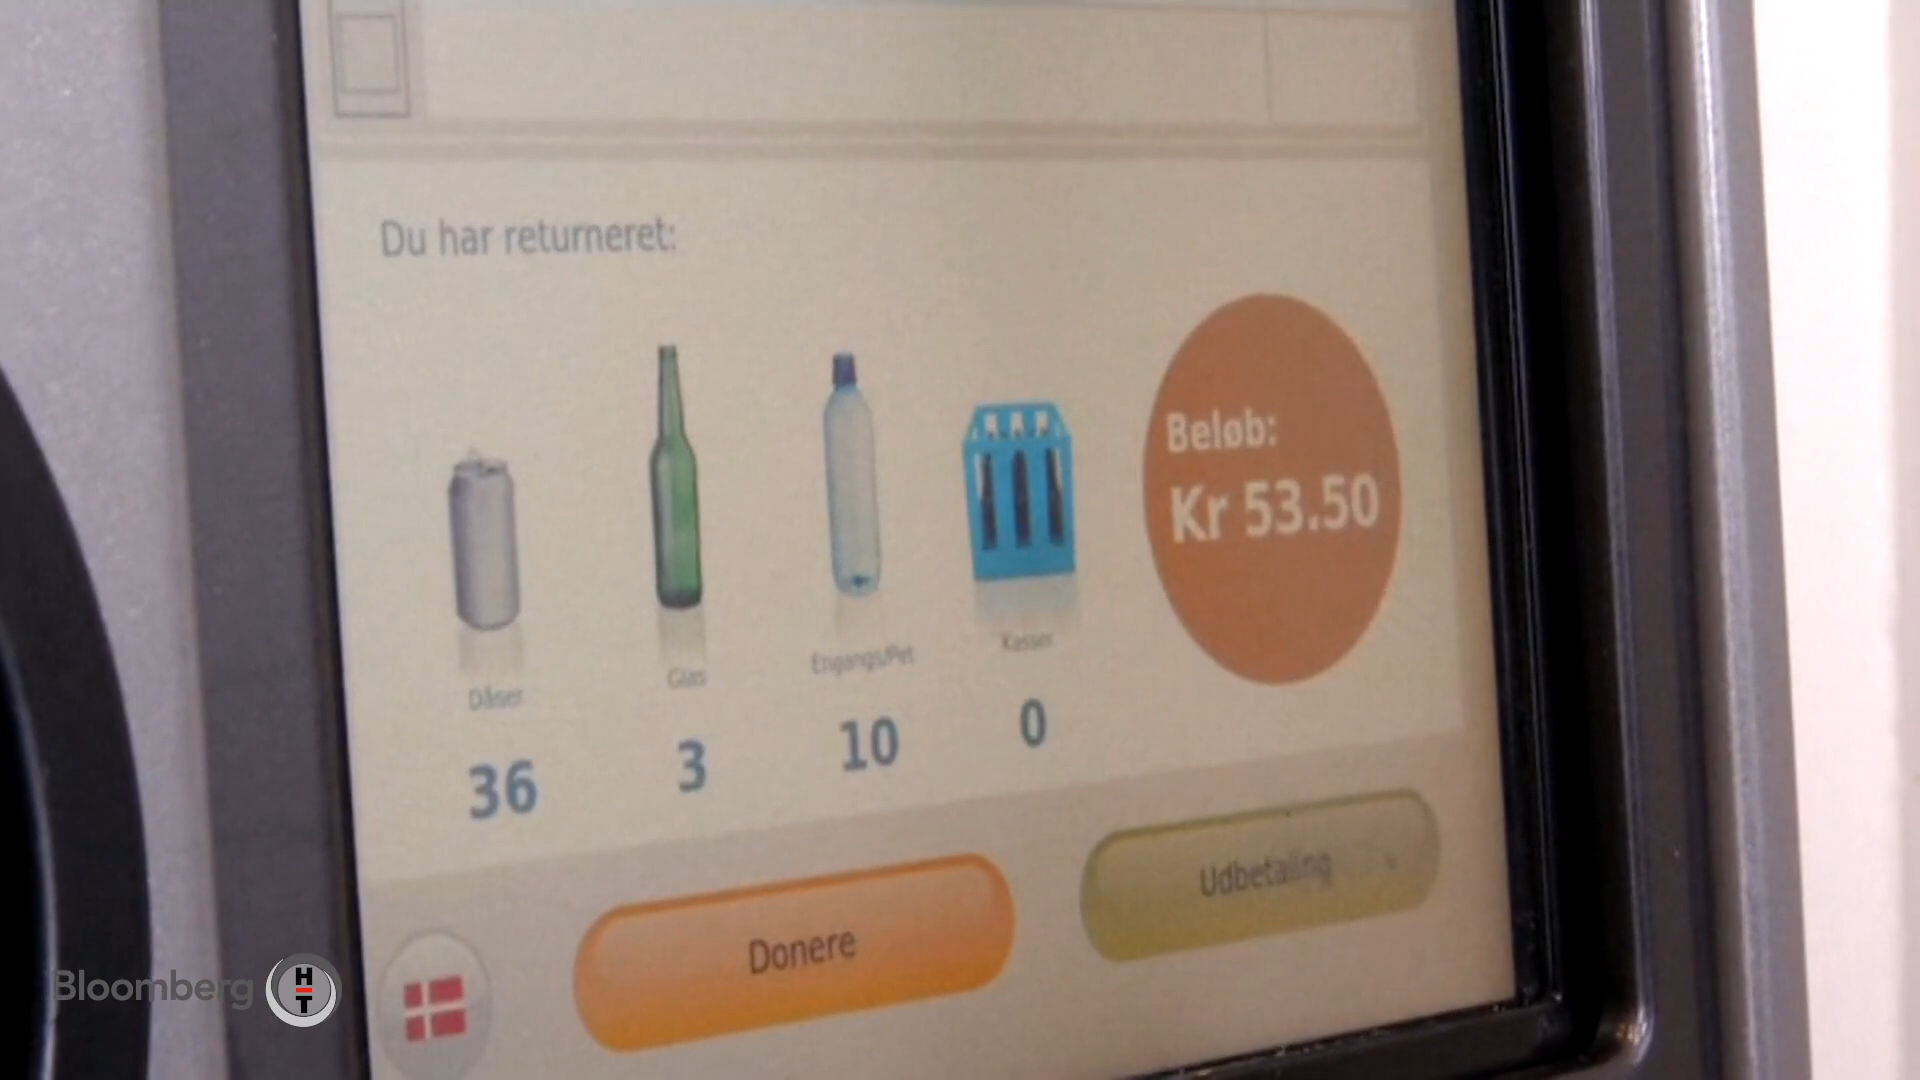 Du har returneret:
Beløb:
Kr 53.50
Dåser
Glas
Engangs/Pet
Kasser
36
3
10
0
Donere
Udbetaling
Bloomberg HT